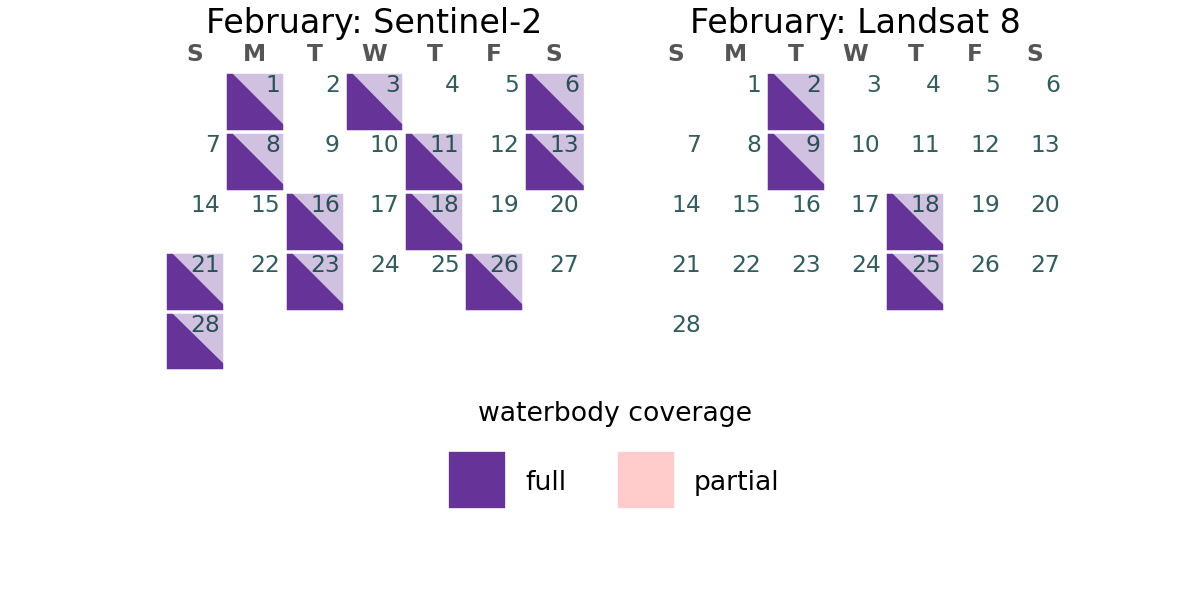 February: Sentinel-2
S M T W T F S
1 2 3 4 5 6
7 8 9 10 11 12 13
14 15 16 17 18 19 20
21 22 23 24 25 26 27
28
February: Landsat 8
S M T W T F S
1 2 3 4 5 6
7 8 9 10 11 12 13
14 15 16 17 18 19 20
21 22 23 24 25 26 27
28
waterbody coverage
full
partial